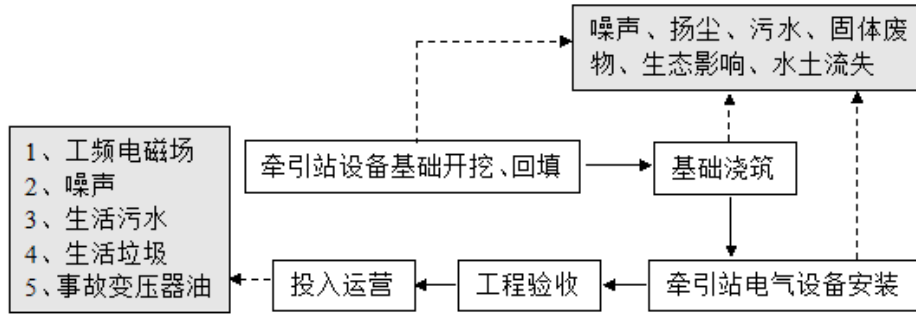 噪声、扬尘、污水、固体废
物、生态影响、水土流失
1、工频电磁场
2、噪声
3、生活污水
4、生活垃圾
5、事故变压器油
牵引站设备基础开挖、回填
基础浇筑
投入运营
工程验收
牵引站电气设备安装